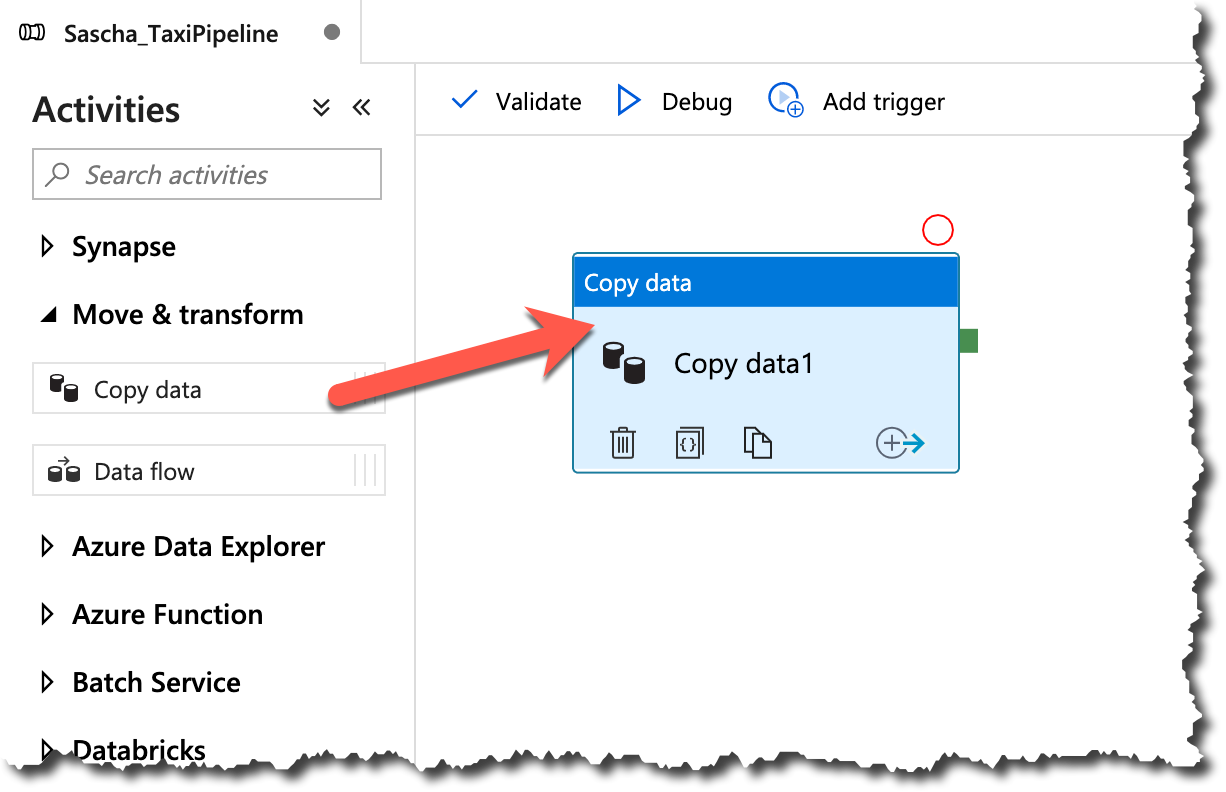 Sascha_TaxiPipeline
Activities
Search activities
Synapse
Move & transform
Copy data
Data flow
Azure Data Explorer
Azure Function
Batch Service
Databricks
Validate
Debug
Add trigger
Copy data
Copy data1